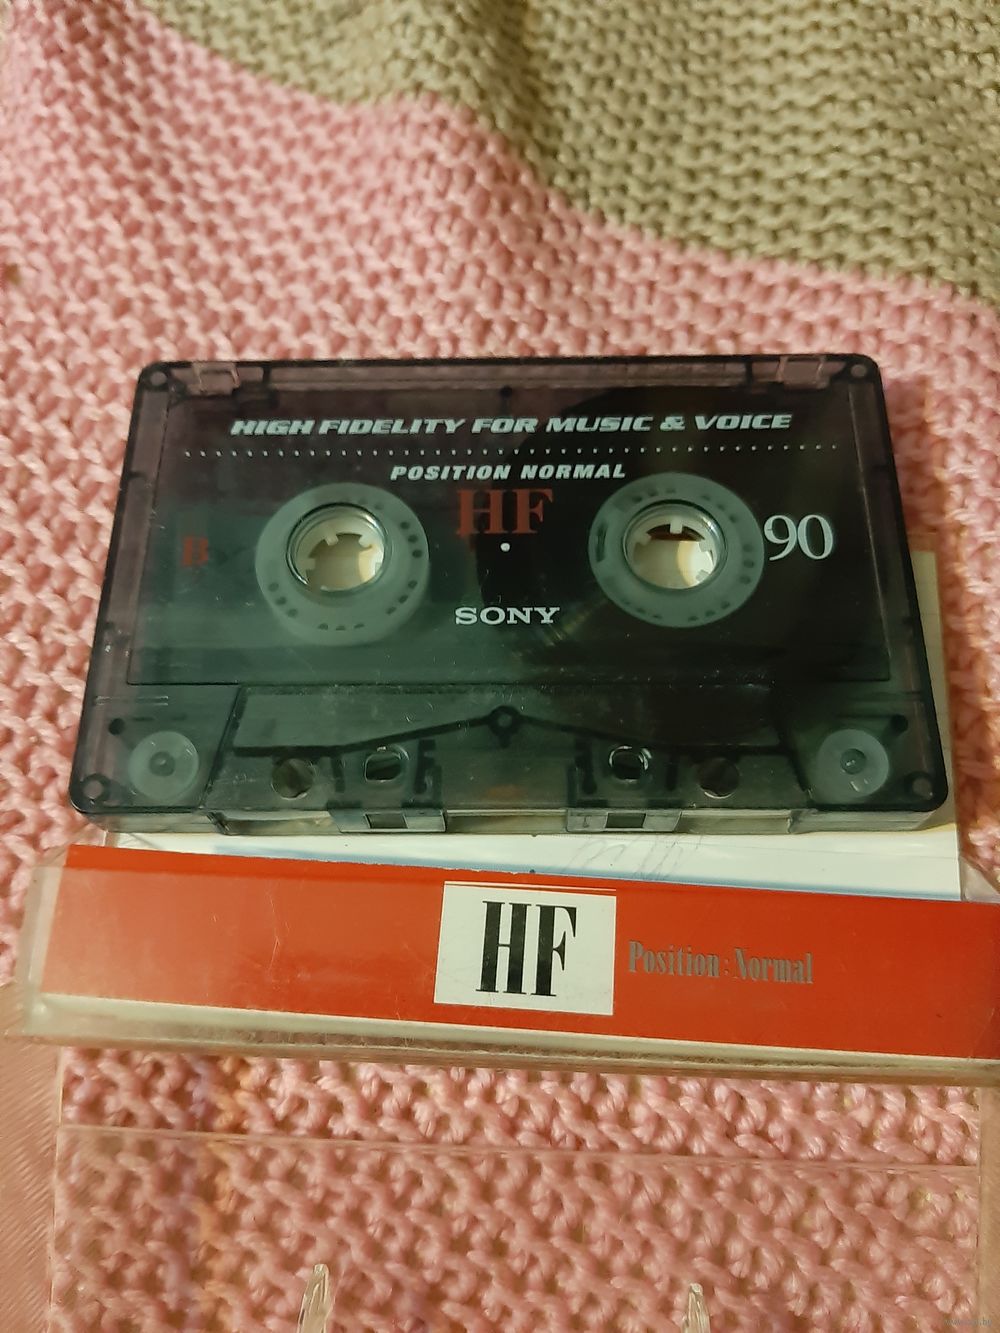 HIGH FIDELITY FOR MUSIC & VOICE
POSITION NORMAL
HF
B
90
SONY
HF
Position : Normal